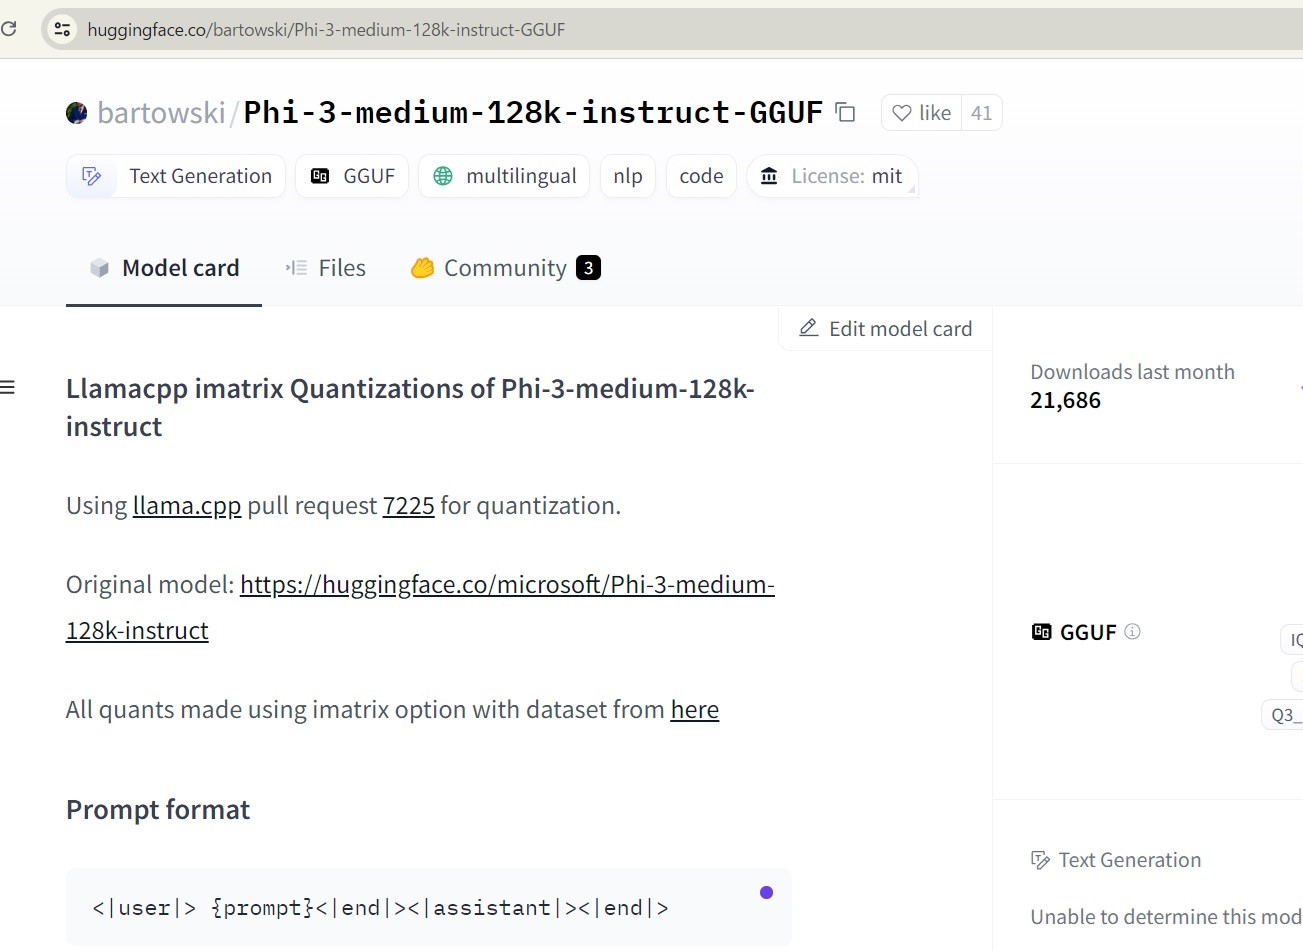 huggingface.co/bartowski/Phi-3-medium-128k-instruct-GGUF
bartowski/Phi-3-medium-128k-instruct-GGUF like 41
Text Generation GGUF multilingual nlp code License: mit
Model card Files Community 3
Edit model card
Llamacpp imatrix Quantizations of Phi-3-medium-128k-
instruct
Using llama.cpp pull request 7225 for quantization.
Original model: https://huggingface.co/microsoft/Phi-3-medium-
128k-instruct
All quants made using imatrix option with dataset from here
Prompt format
<|user|> {prompt}<|end|><|assistant|><|end|>
Downloads last month
21,686
GGUF
Q3_
Text Generation
Unable to determine this mod